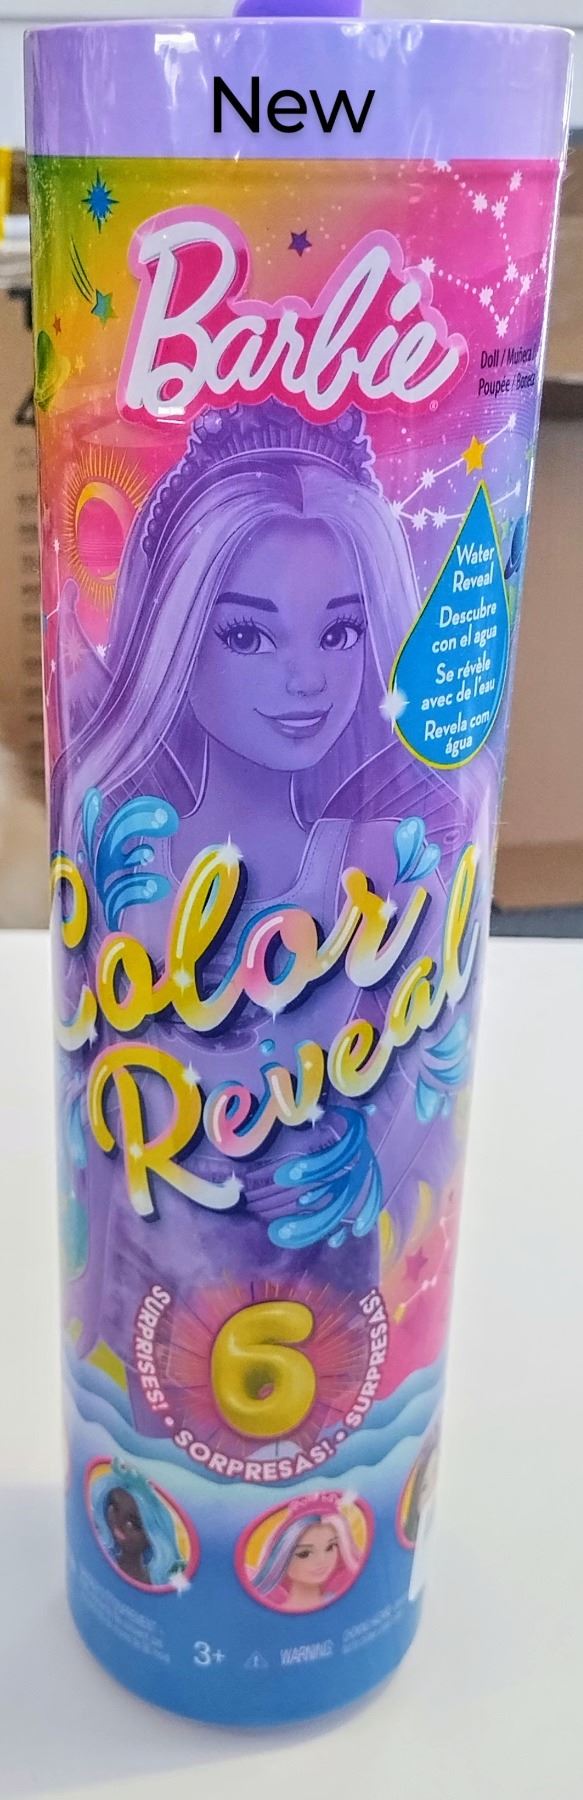 New
Barbie
Doll / Muñeca /
Poupée / Boneca
Water
Reveal
Descubre
con el agua
Se révèle
avec de l'eau
Revela com
água
Color
Reveal
6
SURPRISES! • SORPRESAS! • SURPRESAS!
3+ WARNING: